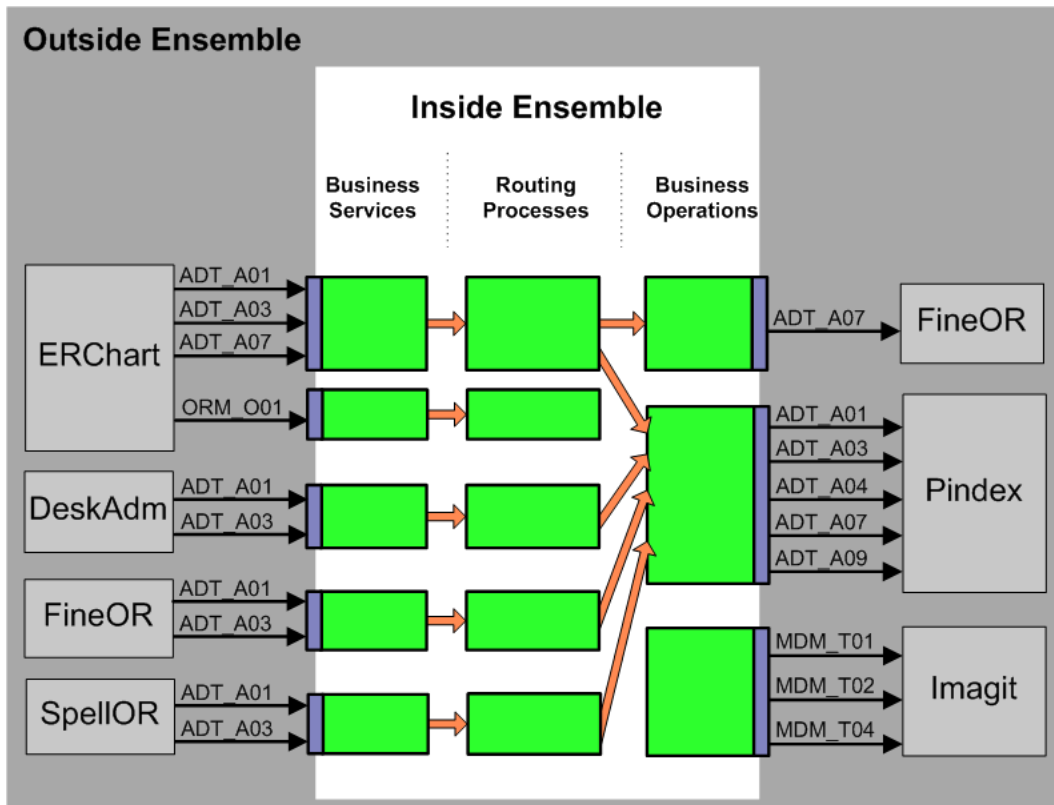 Outside Ensemble
Inside Ensemble
Business
Services
Routing
Processes
Business
Operations
ERChart
ADT_A01
ADT_A03
ADT_A07
ORM_O01
ADT_A07
FineOR
DeskAdm
ADT_A01
ADT_A03
ADT_A01
ADT_A03
ADT_A04
ADT_A07
ADT_A09
Pindex
FineOR
ADT_A01
ADT_A03
SpellOR
ADT_A01
ADT_A03
MDM_T01
MDM_T02
MDM_T04
Imagit